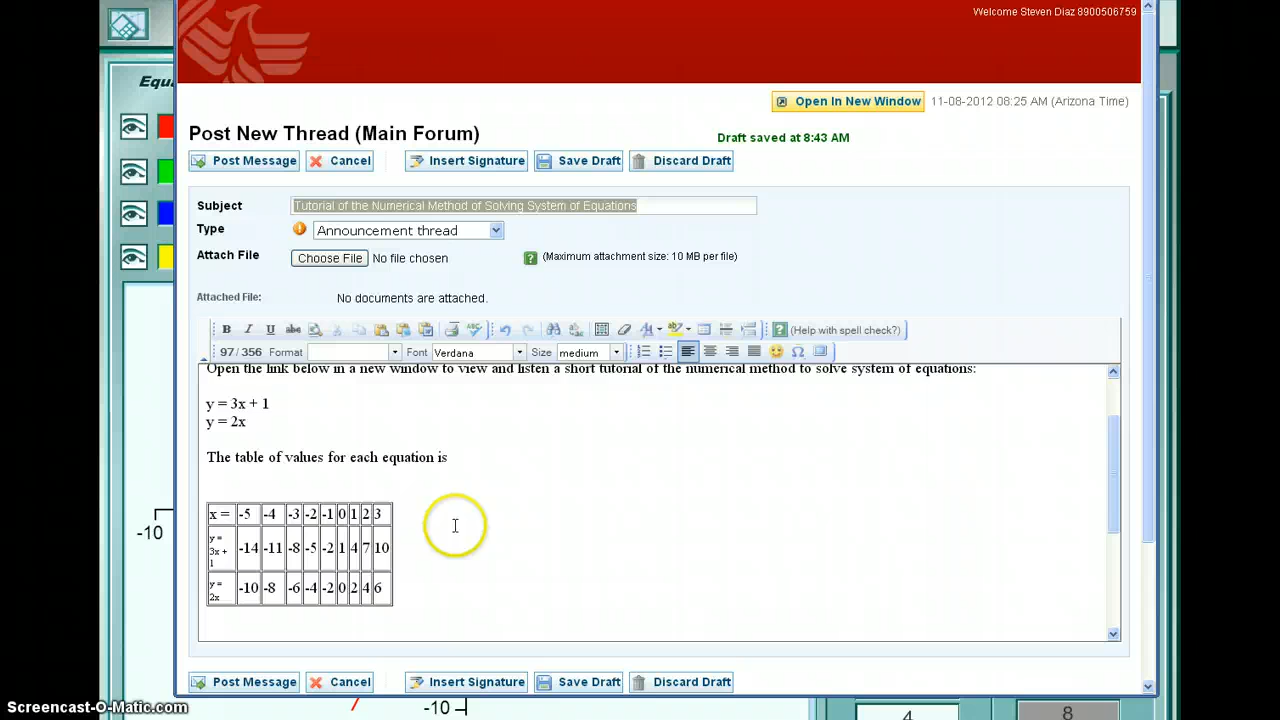 Welcome Steven Diaz 8900506759
Equa
Open In New Window 11-08-2012 08:25 AM (Arizona Time)
Post New Thread (Main Forum)
Draft saved at 8:43 AM
Post Message Cancel Insert Signature Save Draft Discard Draft
Subject Tutorial of the Numerical Method of Solving System of Equations
Type Announcement thread
Attach File Choose File No file chosen ? (Maximum attachment size: 10 MB per file)
Attached File: No documents are attached.
B I U abc ? (Help with spell check?)
97 / 356 Format Font Verdana Size medium
Open the link below in a new window to view and listen a short tutorial of the numerical method to solve system of equations:
y = 3x + 1
y = 2x
The table of values for each equation is
x = -5 -4 -3 -2 -1 0 1 2 3
y = 3x + 1 -14 -11 -8 -5 -2 1 4 7 10
y = 2x -10 -8 -6 -4 -2 0 2 4 6
-10
Post Message Cancel Insert Signature Save Draft Discard Draft
-10
4 8
Screencast-O-Matic.com